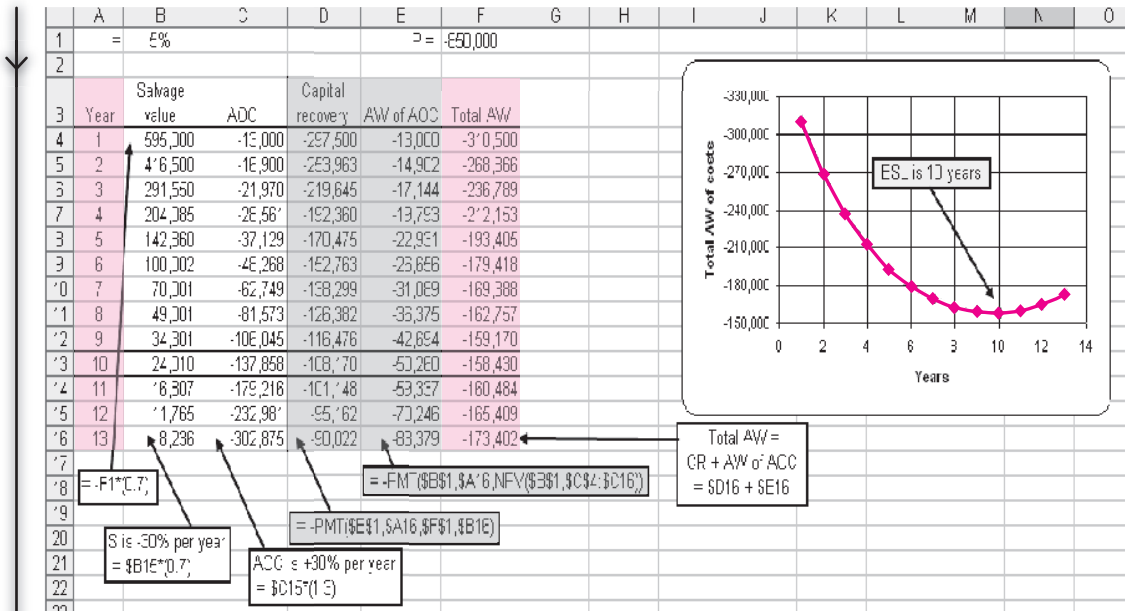 A B C D E F G H I J K L M N O
1 = 5% P = -850,000
2
Salvage Capital
3 Year value AOC recovery AW of AOC Total AW
4 1 595,000 -13,000 -297,500 -13,000 -310,500
5 2 416,500 -16,900 -253,963 -14,902 -268,866
6 3 291,550 -21,970 -219,645 -17,144 -236,789
7 4 204,085 -28,561 -192,360 -19,793 -212,153
8 5 142,860 -37,129 -170,475 -22,931 -193,405
9 6 100,002 -48,268 -152,763 -26,656 -179,418
10 7 70,001 -62,749 -138,299 -31,089 -169,388
11 8 49,001 -81,573 -126,382 -36,375 -162,757
12 9 34,301 -106,045 -116,476 -42,694 -159,170
13 10 24,010 -137,858 -108,170 -50,260 -158,430
14 11 16,807 -179,216 -101,148 -59,337 -160,484
15 12 11,765 -232,981 -95,162 -70,246 -165,409
16 13 8,236 -302,875 -90,022 -83,379 -173,402
17
18
19
20
21
22
= -F1*(0.7)
S is -30% per year
= $B15*(0.7)
AOC is +30% per year
= $C15*(1.3)
= -PMT($B$1,$A16,$F$1,$B16)
= -PMT($B$1,$A16,NPV($B$1,$C$4:$C16))
Total AW =
CR + AW of AOC
= $D16 + $E16
Total AW of costs
-330,000
-300,000
-270,000
-240,000
-210,000
-180,000
-150,000
ESL is 10 years
0 2 4 6 8 10 12 14
Years